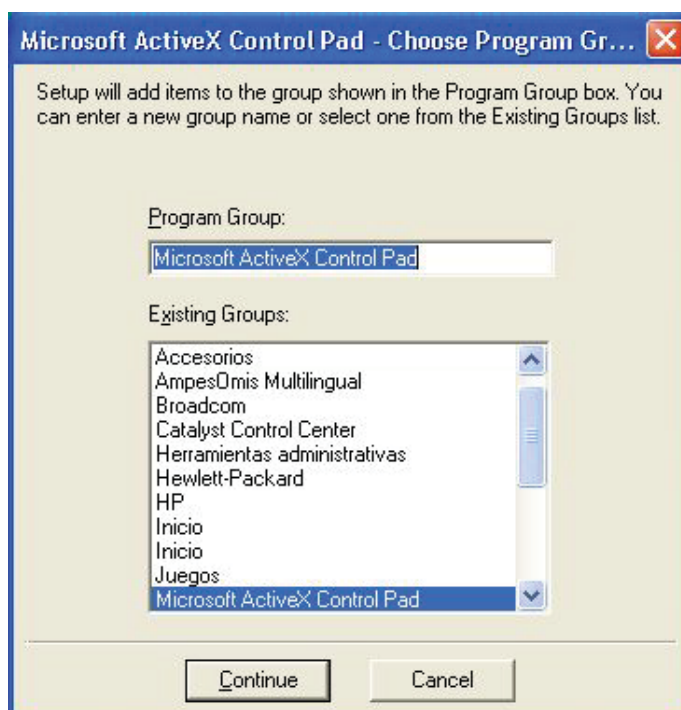 Microsoft ActiveX Control Pad - Choose Program Gr...
Setup will add items to the group shown in the Program Group box. You
can enter a new group name or select one from the Existing Groups list.
Program Group:
Microsoft ActiveX Control Pad
Existing Groups:
Accesorios
AmpesOmis Multilingual
Broadcom
Catalyst Control Center
Herramientas administrativas
Hewlett-Packard
HP
Inicio
Inicio
Juegos
Microsoft ActiveX Control Pad
Continue
Cancel